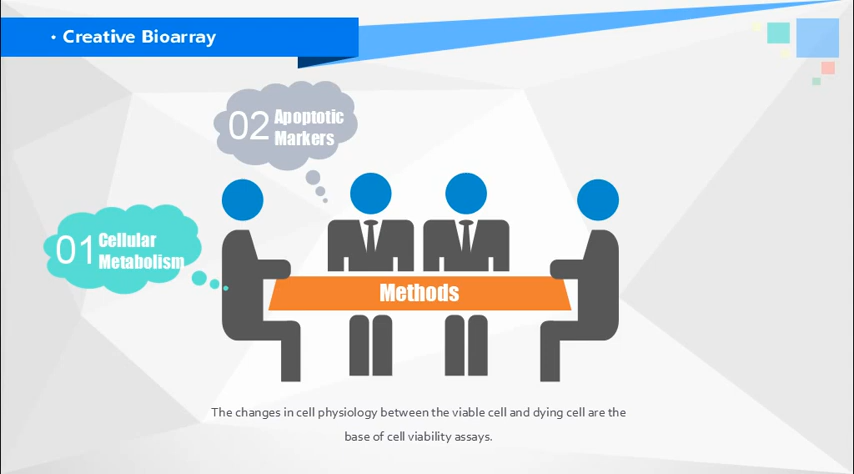 • Creative Bioarray
02 Apoptotic
Markers
01 Cellular
Metabolism
Methods
The changes in cell physiology between the viable cell and dying cell are the
base of cell viability assays.